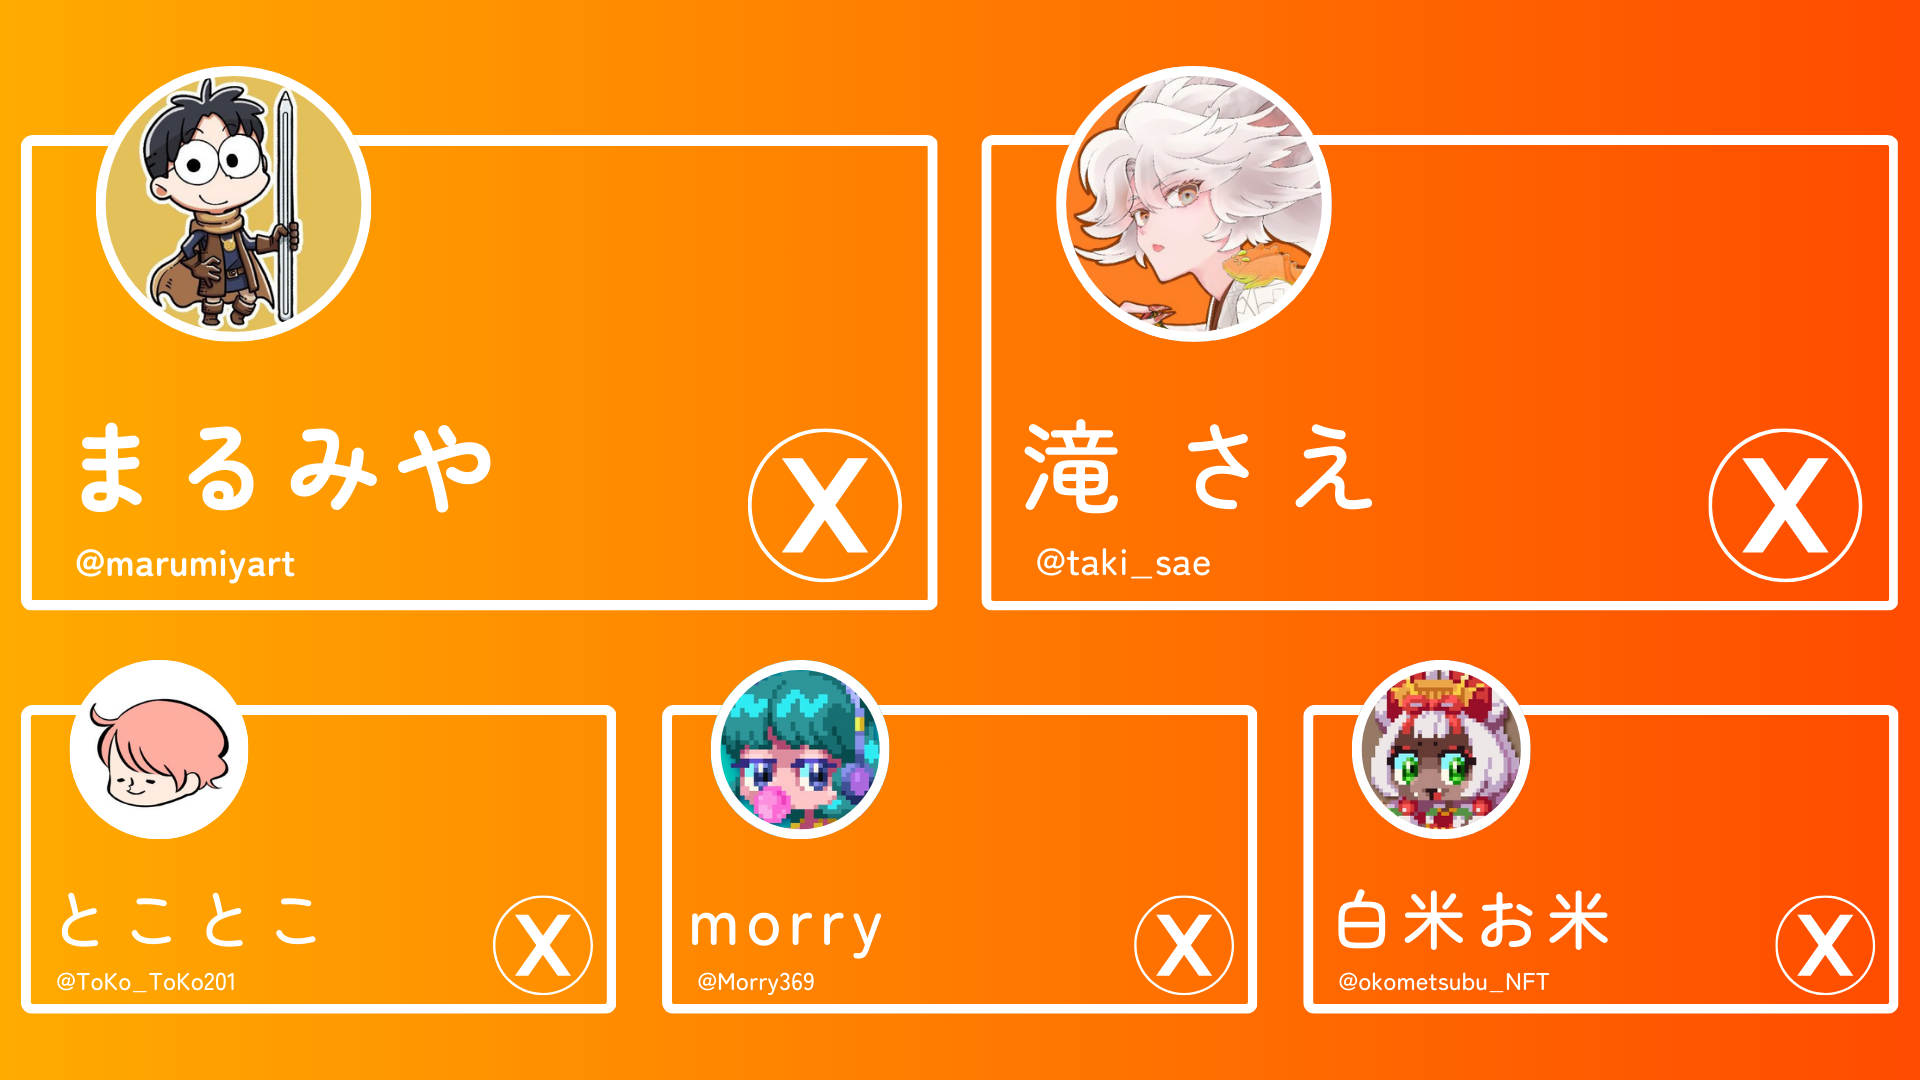 まるみや
@marumiyart
X
滝 さえ
@taki_sae
X
とことこ
@ToKo_ToKo201
X
morry
@Morry369
X
白米お米
@okometsubu_NFT
X